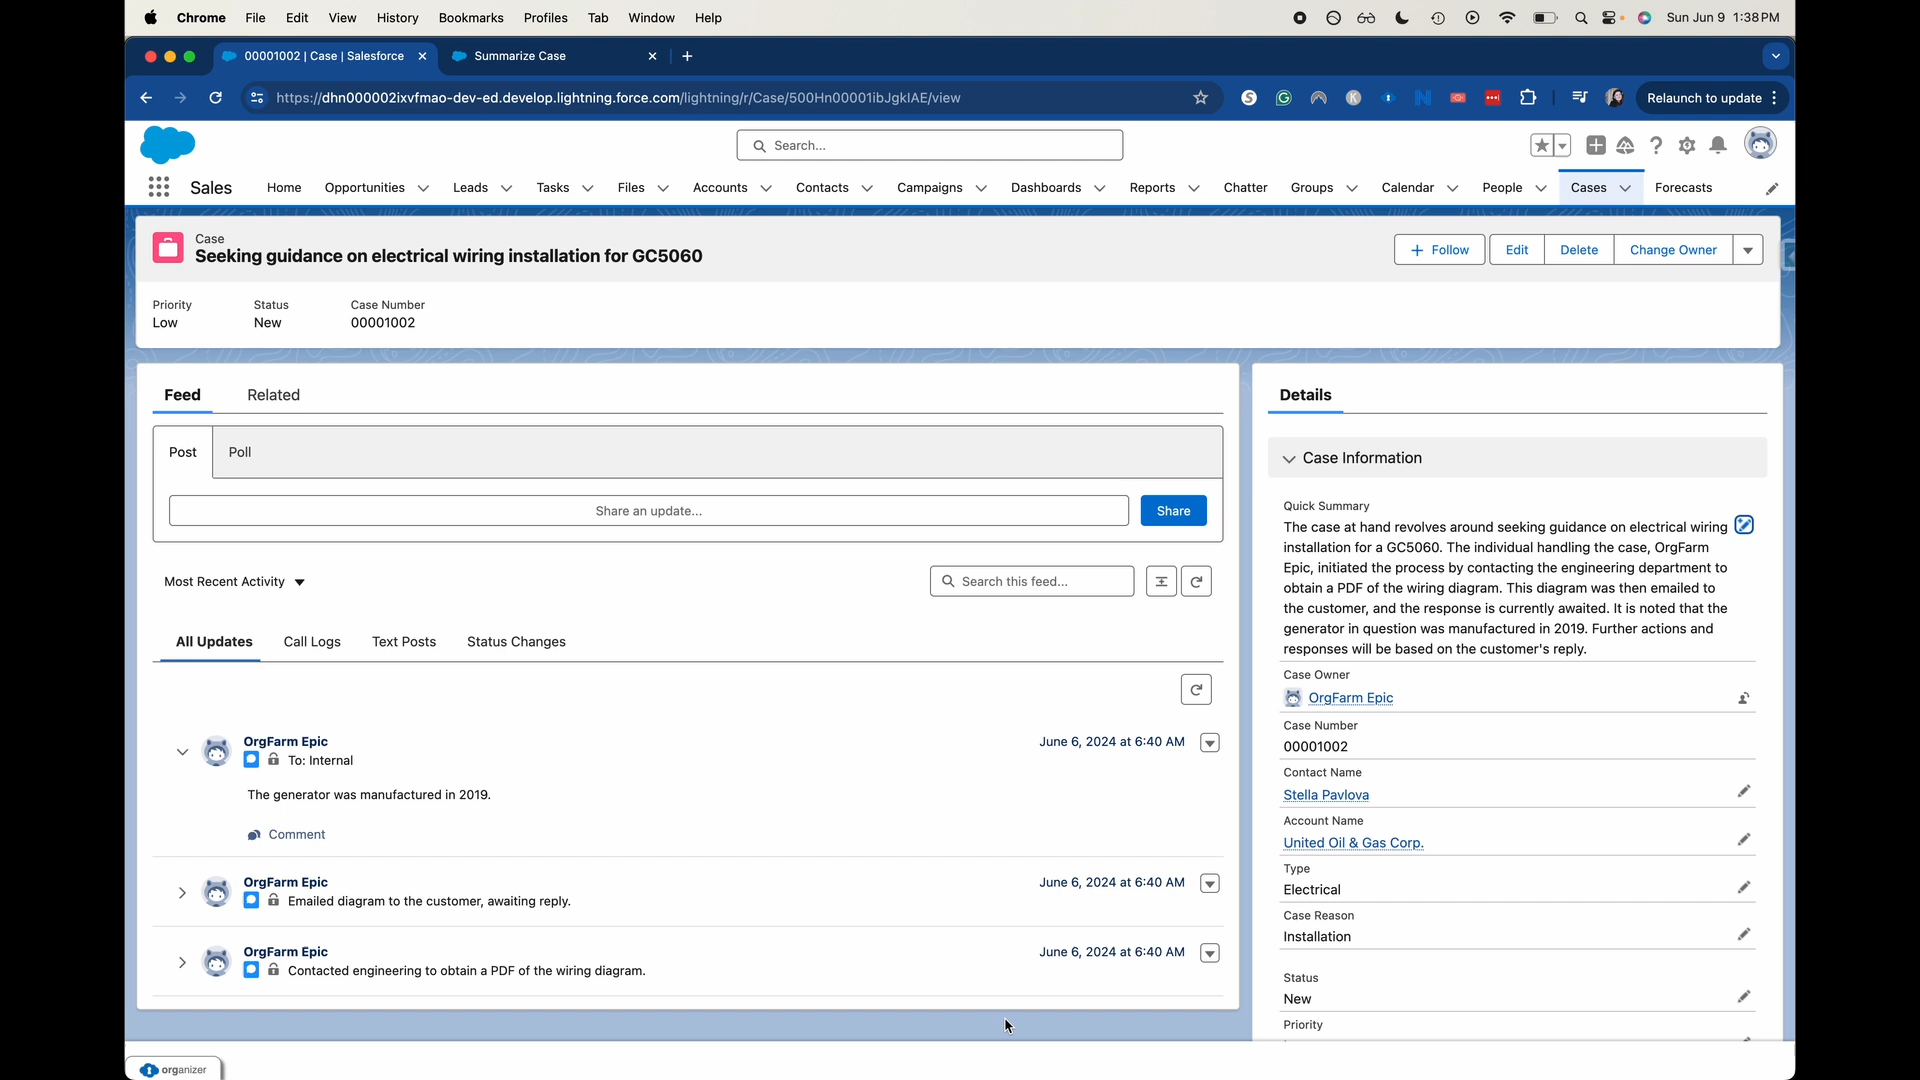 Chrome File Edit View History Bookmarks Profiles Tab Window Help Sun Jun 9 1:38 PM
00001002 | Case | Salesforce Summarize Case
https://dhn000002ixvfmao-dev-ed.develop.lightning.force.com/lightning/r/Case/500Hn00001ibJgkIAE/view Relaunch to update
Search...
Sales Home Opportunities Leads Tasks Files Accounts Contacts Campaigns Dashboards Reports Chatter Groups Calendar People Cases Forecasts
Case
Seeking guidance on electrical wiring installation for GC5060
Follow Edit Delete Change Owner
Priority Status Case Number
Low New 00001002
Feed Related
Post Poll
Share an update... Share
Most Recent Activity Search this feed...
All Updates Call Logs Text Posts Status Changes
OrgFarm Epic June 6, 2024 at 6:40 AM
To: Internal
The generator was manufactured in 2019.
Comment
OrgFarm Epic June 6, 2024 at 6:40 AM
Emailed diagram to the customer, awaiting reply.
OrgFarm Epic June 6, 2024 at 6:40 AM
Contacted engineering to obtain a PDF of the wiring diagram.
Details
Case Information
Quick Summary
The case at hand revolves around seeking guidance on electrical wiring
installation for a GC5060. The individual handling the case, OrgFarm
Epic, initiated the process by contacting the engineering department to
obtain a PDF of the wiring diagram. This diagram was then emailed to
the customer, and the response is currently awaited. It is noted that the
generator in question was manufactured in 2019. Further actions and
responses will be based on the customer's reply.
Case Owner
OrgFarm Epic
Case Number
00001002
Contact Name
Stella Pavlova
Account Name
United Oil & Gas Corp.
Type
Electrical
Case Reason
Installation
Status
New
Priority
organizer